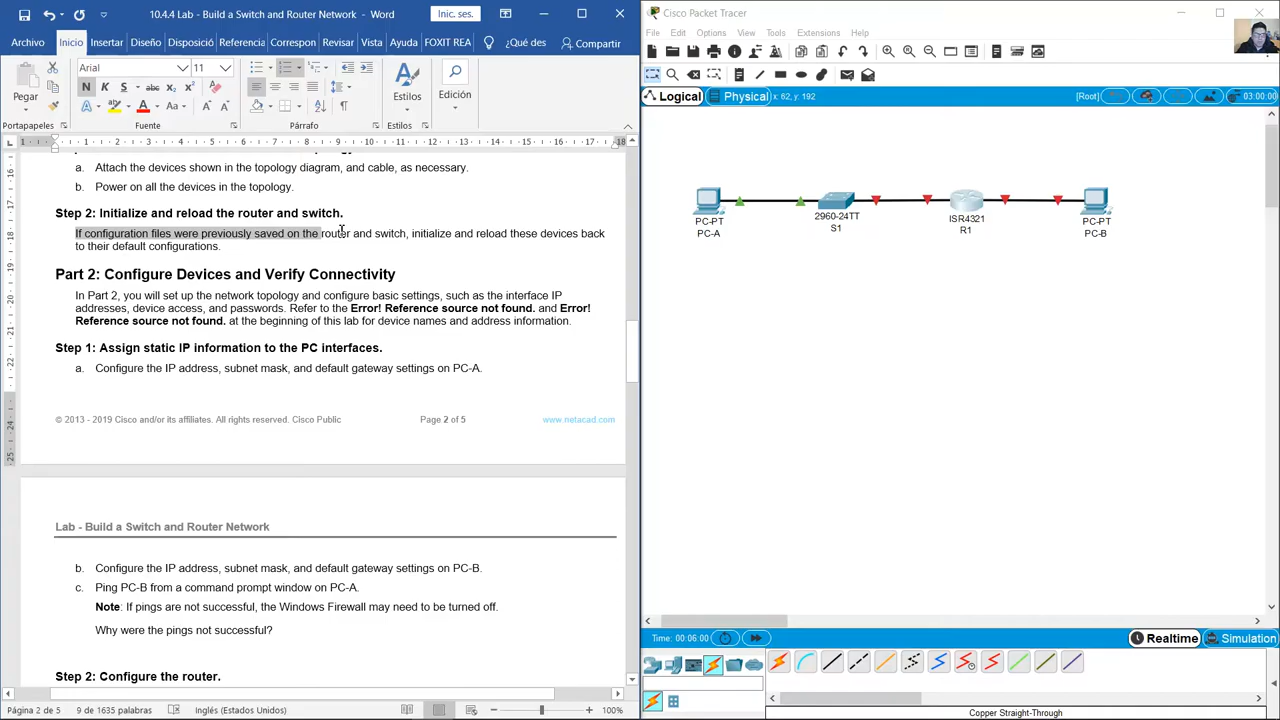 10.4.4 - Lab - Build a Switch and Router Network - Word
Inic. ses.
Archiv
Inicio
Insertar
Dibujar
Disposició
Referencia
Correspon
Revisar
Vista
Ayuda
FOXIT REA
¿Qué des
Compartir
Pegar
Arial
11
Estilos
Edición
Portapapeles
Fuente
Párrafo
Estilos
a. Attach the devices shown in the topology diagram, and cable, as necessary.
b. Power on all the devices in the topology.
Step 2: Initialize and reload the router and switch.
If configuration files were previously saved on the router and switch, initialize and reload these devices back
to their default configurations.
Part 2: Configure Devices and Verify Connectivity
In Part 2, you will set up the network topology and configure basic settings, such as the interface IP
addresses, device access, and passwords. Refer to the Error! Reference source not found. and Error!
Reference source not found. at the beginning of this lab for device names and address information.
Step 1: Assign static IP information to the PC interfaces.
a. Configure the IP address, subnet mask, and default gateway settings on PC-A.
© 2013 - 2019 Cisco and/or its affiliates. All rights reserved. Cisco Public
Page 2 of 5
www.netacad.com
Lab - Build a Switch and Router Network
b. Configure the IP address, subnet mask, and default gateway settings on PC-B.
c. Ping PC-B from a command prompt window on PC-A.
Note: If pings are not successful, the Windows Firewall may need to be turned off.
Why were the pings not successful?
Step 2: Configure the router.
Página 2 de 5
9 de 1635 palabras
Inglés (Estados Unidos)
100%
Cisco Packet Tracer
File Edit Options View Tools Extensions Help
Logical
Physical
x: 62, y: 192
[Root]
03:00:00
PC-PT
PC-A
2960-24TT
S1
ISR4321
R1
PC-PT
PC-B
Time: 00:06:00
Realtime
Simulation
Copper Straight-Through